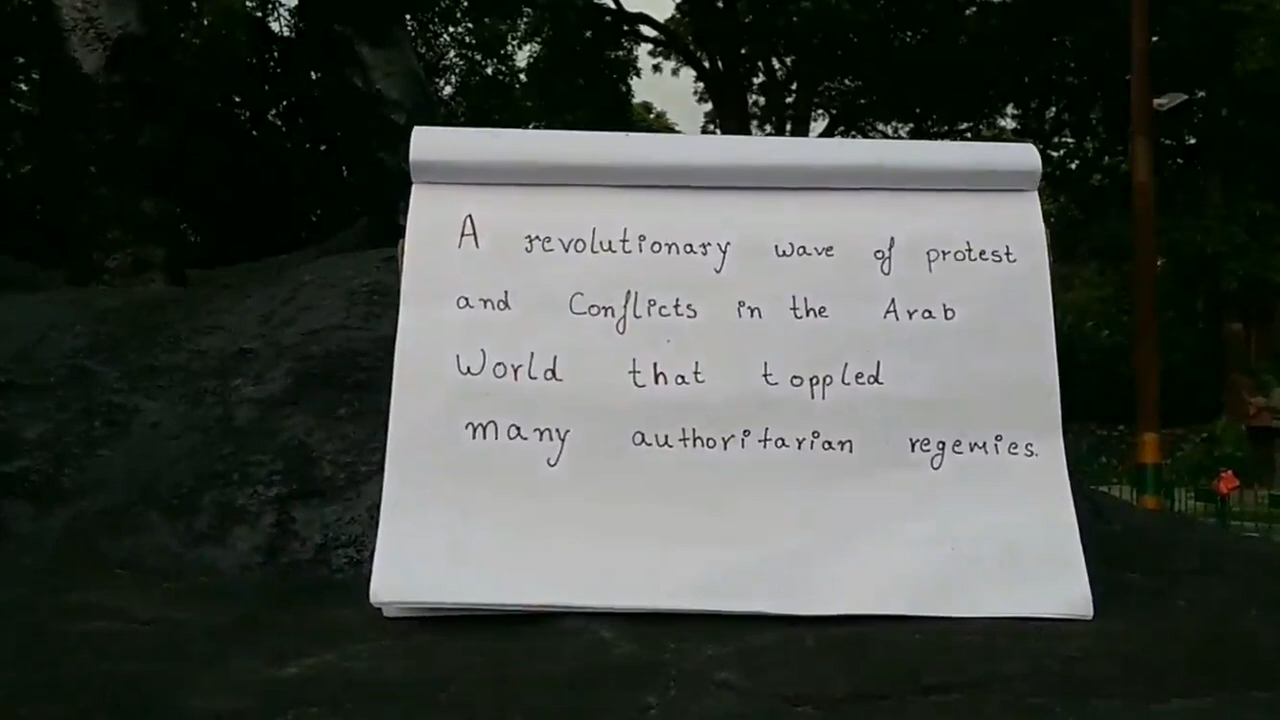 A revolutionary wave of protest
and Conflicts in the Arab
World that toppled
many authoritarian regemies.